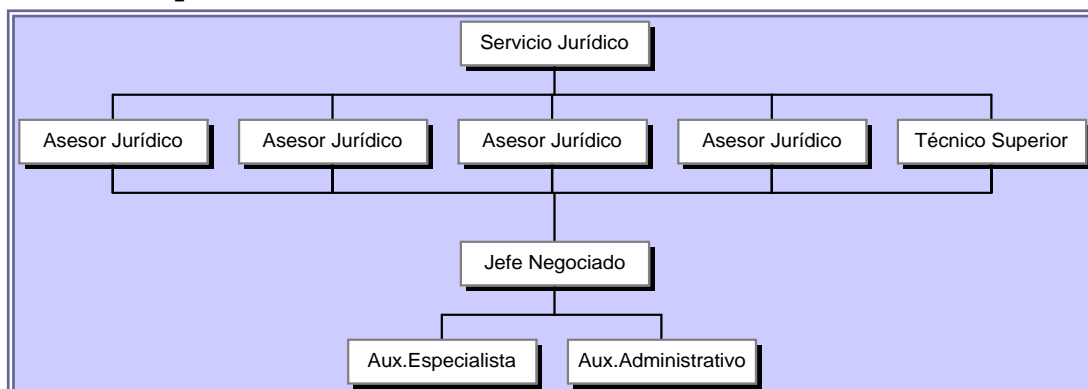 Servicio Jurídico
Asesor Jurídico
Asesor Jurídico
Asesor Jurídico
Asesor Jurídico
Técnico Superior
Jefe Negociado
Aux.Especialista
Aux.Administrativo